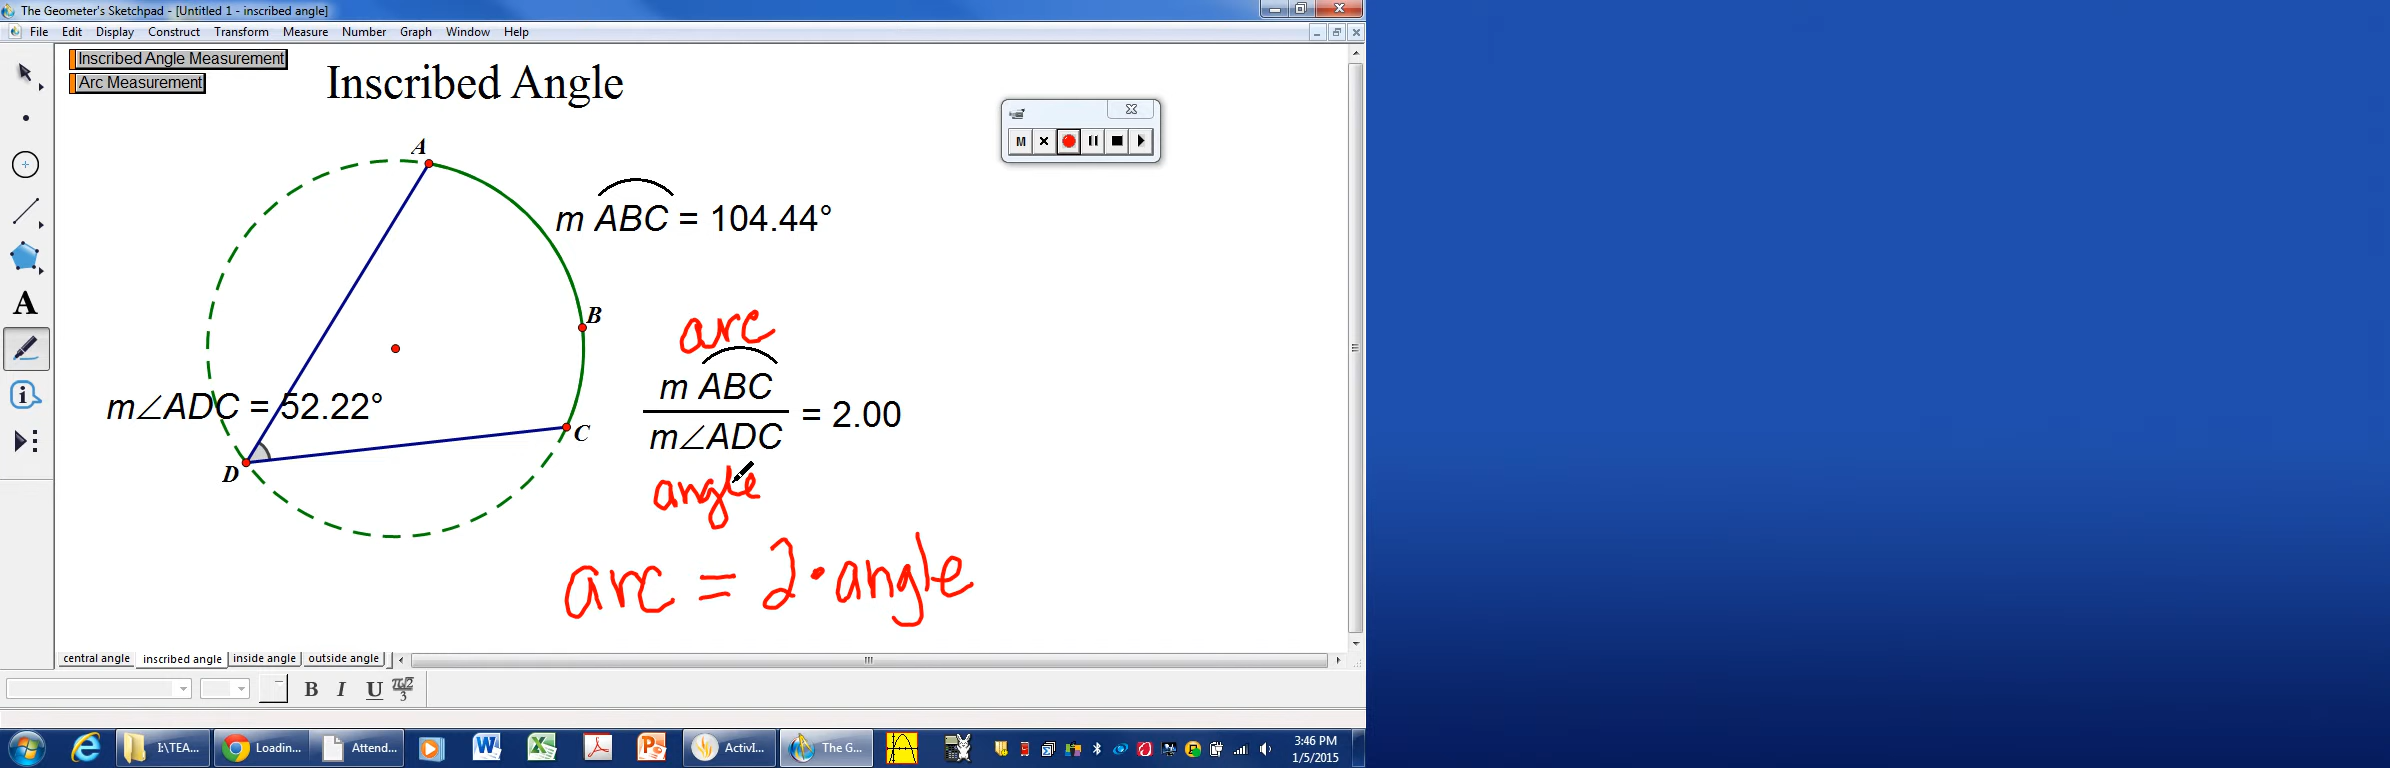 The Geometer's Sketchpad - [Untitled 1 - inscribed angle]
File Edit Display Construct Transform Measure Number Graph Window Help
Inscribed Angle Measurement
Arc Measurement
Inscribed Angle
M
A
m ABC = 104.44°
B
arc
m ABC
m∠ADC
= 2.00
m∠ADC = 52.22°
C
D
angle
arc = 2·angle
central angle inscribed angle inside angle outside angle
B I U
I:\TEA... Loadin... Attend... ActivI... The G...
3:46 PM
1/5/2015